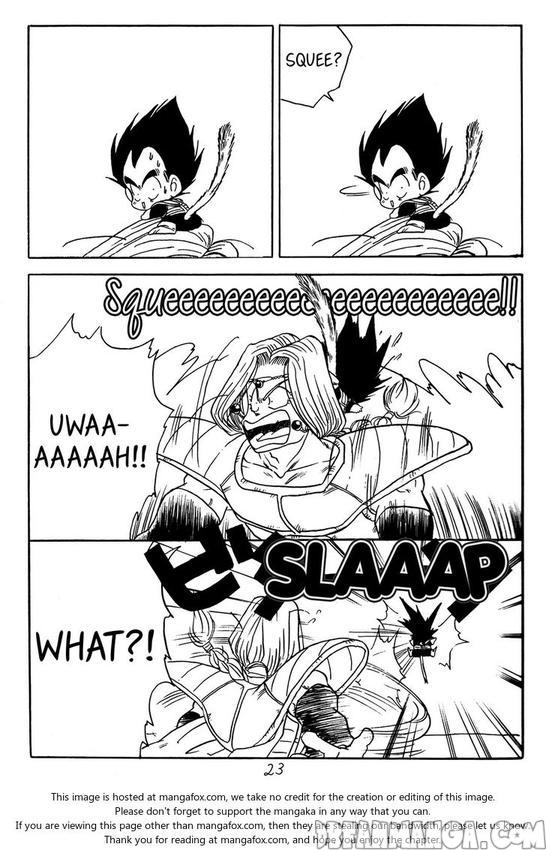 SQUEE?
Squeeeeeeeeeeeeeeeeeeeeee!!
UWAA-
AAAAAH!!
SLAAAP
WHAT?!
23
This image is hosted at mangafox.com, we take no credit for the creation or editing of this image.
Please don't forget to support the mangaka in any way that you can.
If you are viewing this page other than mangafox.com, then they are stealing our bandwidth, please let us know.
Thank you for reading at mangafox.com, and hope you enjoy the chapter.
DBFRADMANGA.COM